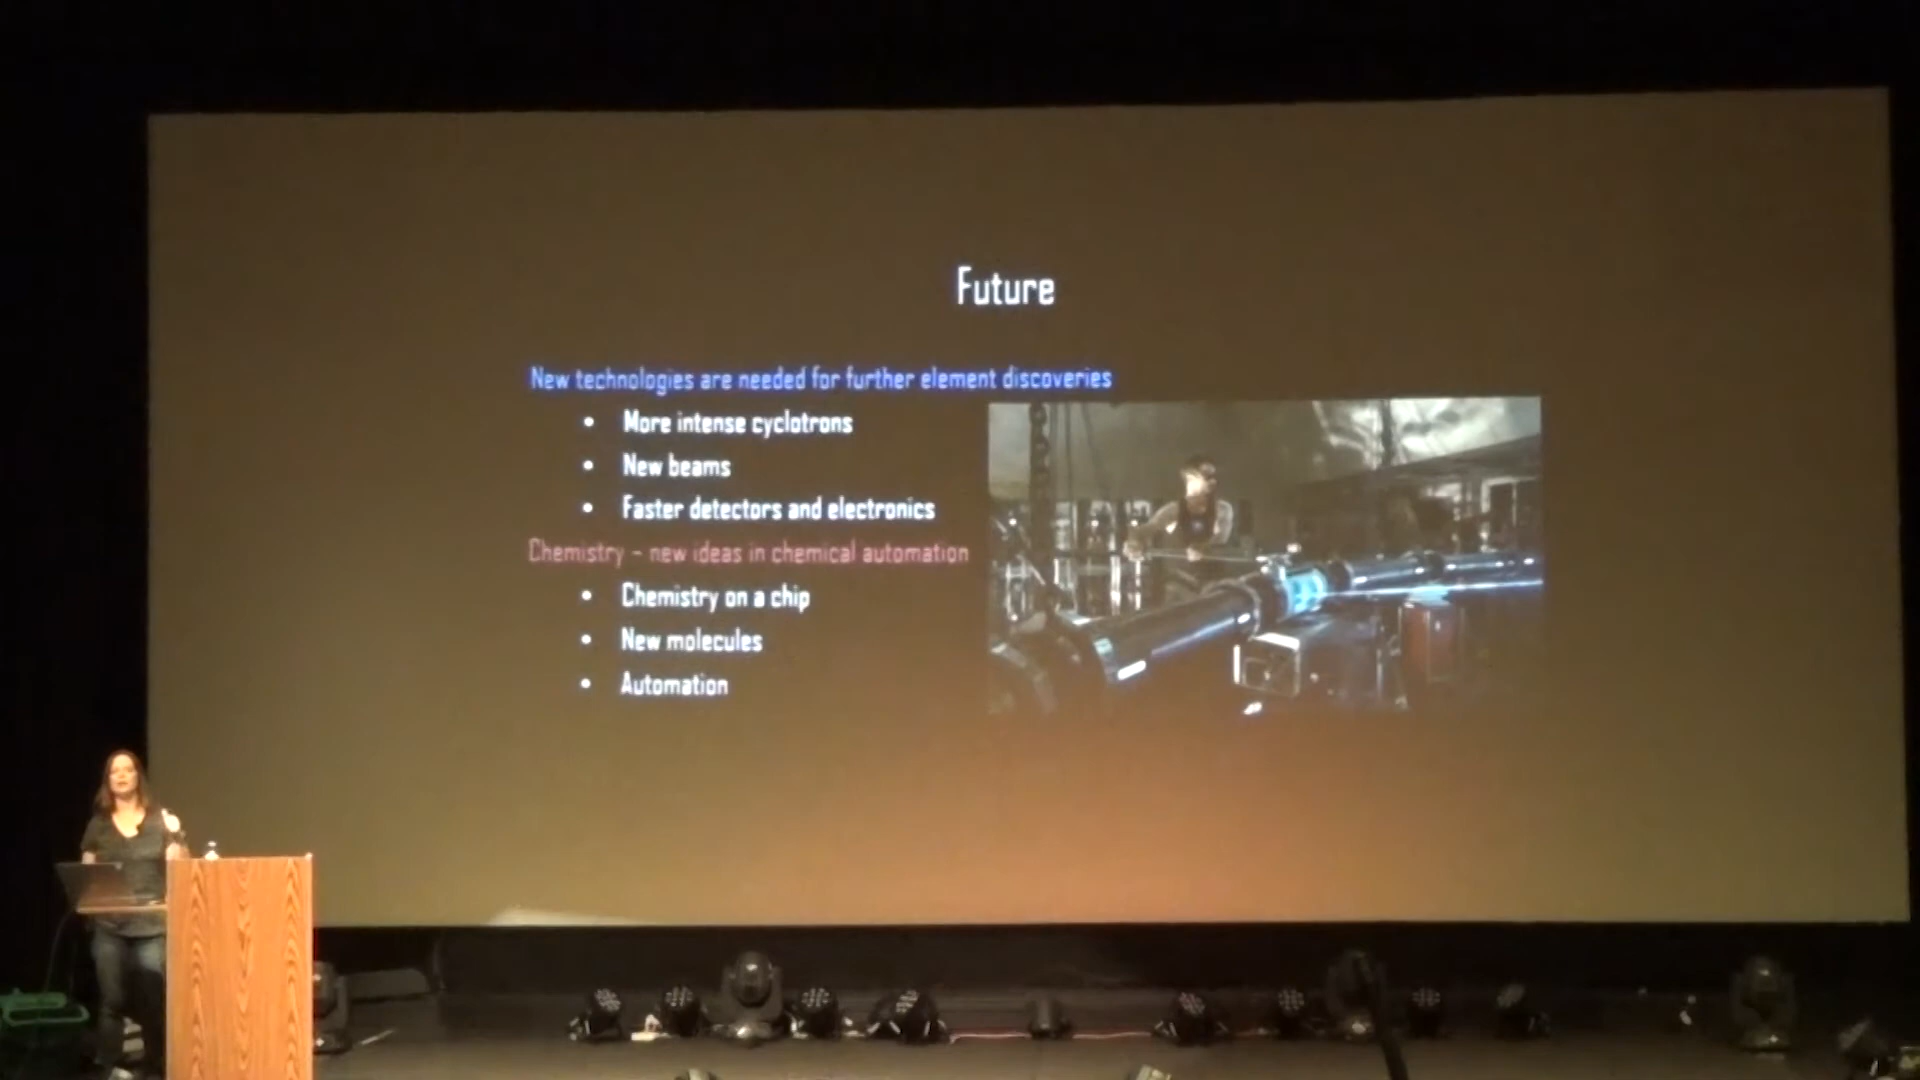 Future
New technologies are needed for further element discoveries
• More intense cyclotrons
• New beams
• Faster detectors and electronics
Chemistry – new ideas in chemical automation
• Chemistry on a chip
• New molecules
• Automation